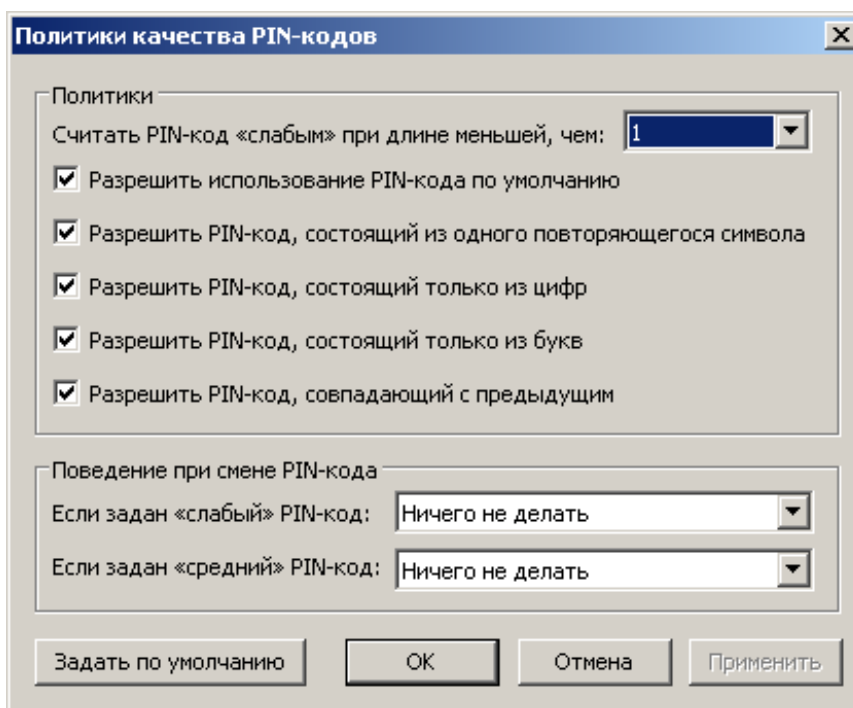 Политики качества PIN-кодов
Политики
Считать PIN-код «слабым» при длине меньшей, чем: 1
Разрешить использование PIN-кода по умолчанию
Разрешить PIN-код, состоящий из одного повторяющегося символа
Разрешить PIN-код, состоящий только из цифр
Разрешить PIN-код, состоящий только из букв
Разрешить PIN-код, совпадающий с предыдущим
Поведение при смене PIN-кода
Если задан «слабый» PIN-код: Ничего не делать
Если задан «средний» PIN-код: Ничего не делать
Задать по умолчанию ОК Отмена Применить